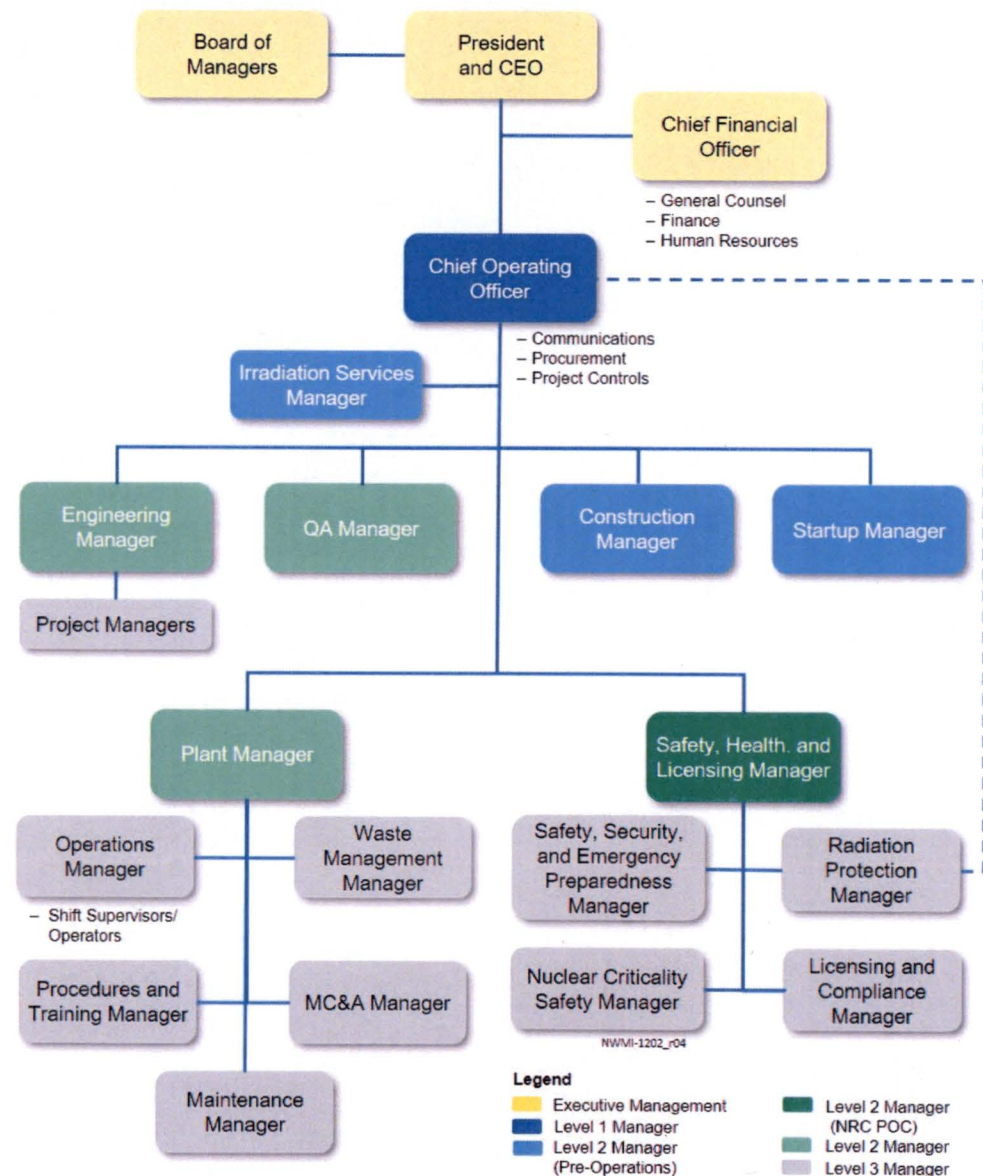 Board of
Managers
President
and CEO
Chief Financial
Officer
– General Counsel
– Finance
– Human Resources
Chief Operating
Officer
– Communications
– Procurement
– Project Controls
Irradiation Services
Manager
Engineering
Manager
QA Manager
Construction
Manager
Startup Manager
Project Managers
Plant Manager
Safety, Health. and
Licensing Manager
Operations
Manager
– Shift Supervisors/
Operators
Waste
Management
Manager
Safety, Security,
and Emergency
Preparedness
Manager
Radiation
Protection
Manager
Procedures and
Training Manager
MC&A Manager
Nuclear Criticality
Safety Manager
Licensing and
Compliance
Manager
NWMI-1202_r04
Maintenance
Manager
Legend
Executive Management
Level 1 Manager
Level 2 Manager
(Pre-Operations)
Level 2 Manager
(NRC POC)
Level 2 Manager
Level 3 Manager